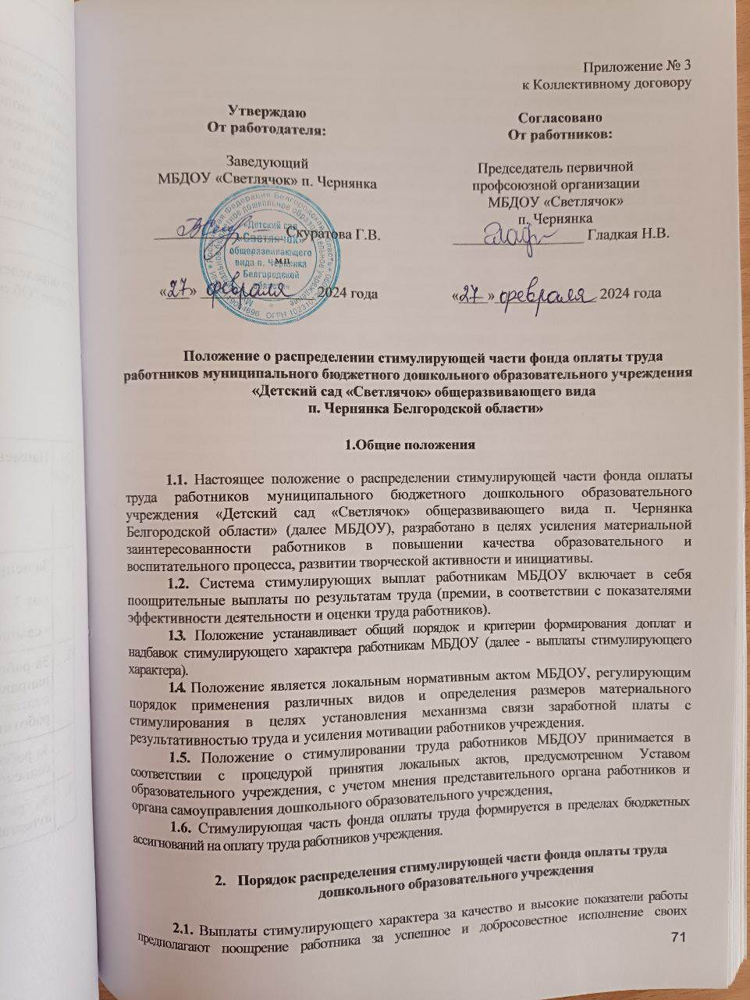 Приложение № 3
к Коллективному договору
Утверждаю
От работодателя:
Заведующий
МБДОУ «Светлячок» п. Чернянка
Скуратова Г.В.
«27» февраля 2024 года
Согласовано
От работников:
Председатель первичной
профсоюзной организации
МБДОУ «Светлячок»
п. Чернянка
Гладкая Н.В.
«27» февраля 2024 года
«Детский сад
«Светлячок»
общеразвивающего
вида п. Чернянка
Белгородской
области»
мп
Положение о распределении стимулирующей части фонда оплаты труда
работников муниципального бюджетного дошкольного образовательного учреждения
«Детский сад «Светлячок» общеразвивающего вида
п. Чернянка Белгородской области»
1.Общие положения
1.1. Настоящее положение о распределении стимулирующей части фонда оплаты
труда работников муниципального бюджетного дошкольного образовательного
учреждения «Детский сад «Светлячок» общеразвивающего вида п. Чернянка
Белгородской области» (далее МБДОУ), разработано в целях усиления материальной
заинтересованности работников в повышении качества образовательного и
воспитательного процесса, развитии творческой активности и инициативы.
1.2. Система стимулирующих выплат работникам МБДОУ включает в себя
поощрительные выплаты по результатам труда (премии, в соответствии с показателями
эффективности деятельности и оценки труда работников).
1.3. Положение устанавливает общий порядок и критерии формирования доплат и
надбавок стимулирующего характера работникам МБДОУ (далее - выплаты стимулирующего
характера).
1.4. Положение является локальным нормативным актом МБДОУ, регулирующим
порядок применения различных видов и определения размеров материального
стимулирования в целях установления механизма связи заработной платы с
результативностью труда и усиления мотивации работников учреждения.
1.5. Положение о стимулировании труда работников МБДОУ принимается в
соответствии с процедурой принятия локальных актов, предусмотренном Уставом
образовательного учреждения, с учетом мнения представительного органа работников и
органа самоуправления дошкольного образовательного учреждения,
1.6. Стимулирующая часть фонда оплаты труда формируется в пределах бюджетных
ассигнований на оплату труда работников учреждения.
2. Порядок распределения стимулирующей части фонда оплаты труда
дошкольного образовательного учреждения
2.1. Выплаты стимулирующего характера за качество и высокие показатели работы
предполагают поощрение работника за успешное и добросовестное исполнение своих
71